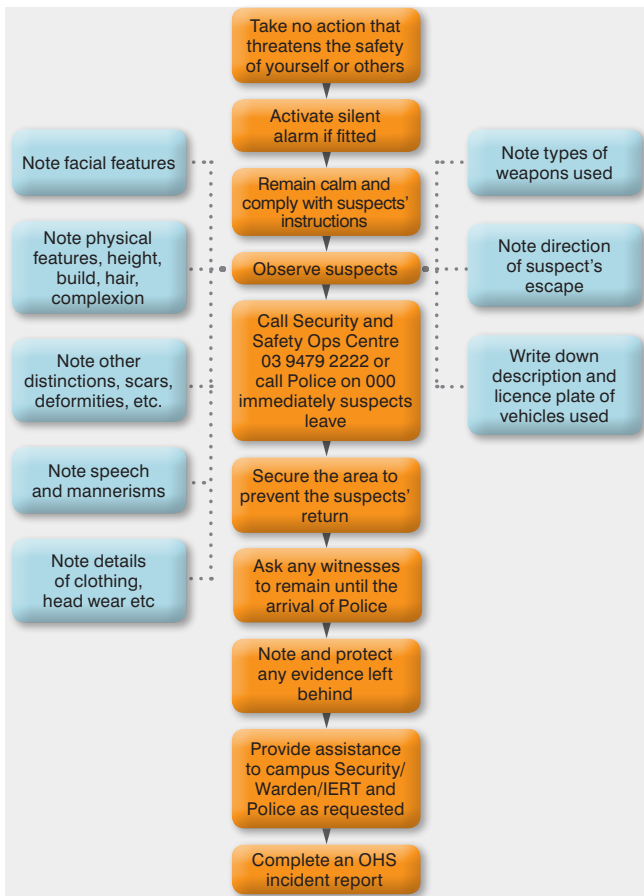 Take no action that
threatens the safety
of yourself or others
Activate silent
alarm if fitted
Remain calm and
comply with suspects'
instructions
Observe suspects
Note facial features
Note physical
features, height,
build, hair,
complexion
Note other
distinctions, scars,
deformities, etc.
Note speech
and mannerisms
Note details
of clothing,
head wear etc
Note types of
weapons used
Note direction
of suspect's
escape
Write down
description and
licence plate of
vehicles used
Call Security and
Safety Ops Centre
03 9479 2222 or
call Police on 000
immediately suspects
leave
Secure the area to
prevent the suspects'
return
Ask any witnesses
to remain until the
arrival of Police
Note and protect
any evidence left
behind
Provide assistance
to campus Security/
Warden/IERT and
Police as requested
Complete an OHS
incident report